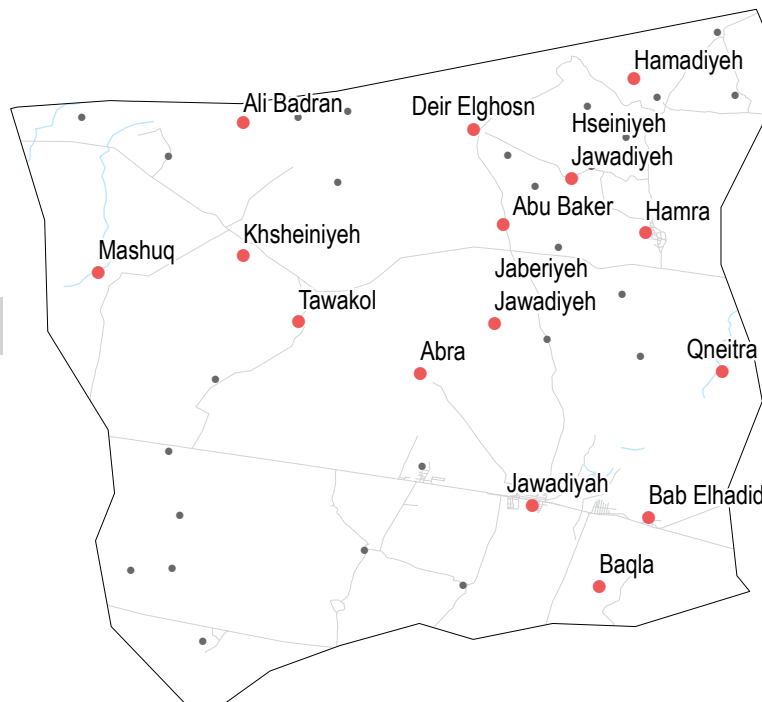 Hamadiyeh
Ali Badran
Deir Elghosn
Hseiniyeh
Jawadiyeh
Abu Baker
Hamra
Mashuq
Khsheiniyeh
Jaberiyeh
Jawadiyeh
Tawakol
Abra
Qneitra
Jawadiyah
Bab Elhadid
Baqla